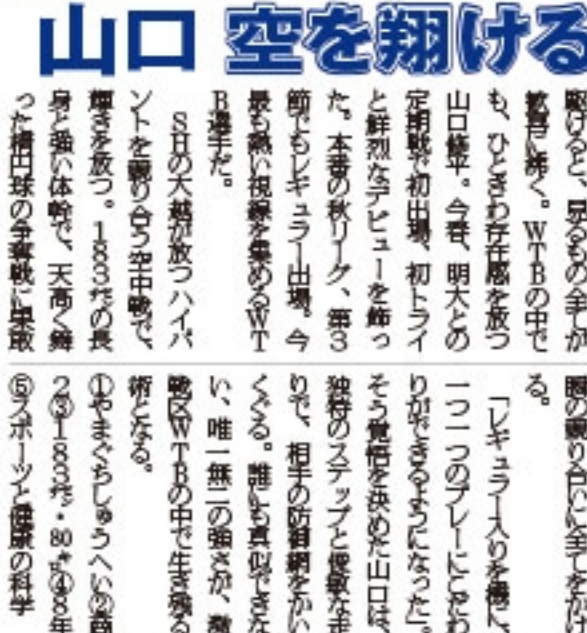 山口 空を翔ける
駆けると、見るもの全てが
歓喜に沸く。WTBの中で
も、ひときわ存在感を放つ
山口修平。今春、明大との
定期戦で初出場、初トライ
と鮮烈なデビューを飾っ
た。本番の秋リーグ、第3
節でもレギュラー出場。今
最も熱い視線を集めるWT
B選手だ。
SHの大越が放つハイパ
ントを競り合う空中戦で、
輝きを放つ。183㌢の長
身と強い体幹で、天高く舞
った楕円球の争奪戦に果敢
る。
「レギュラー入りを機に、
一つ一つのプレーにこだわ
りができるようになった」。
そう覚悟を決めた山口は、
独特のステップと俊敏な走
りで、相手の防御網をかい
くぐる。誰にも真似できな
い、唯一無二の強さが、激
戦区WTBの中で生き残る
術となる。
①やまぐちしゅうへい②商
2③183㌢・80㌔④8年
⑤スポーツと健康の科学